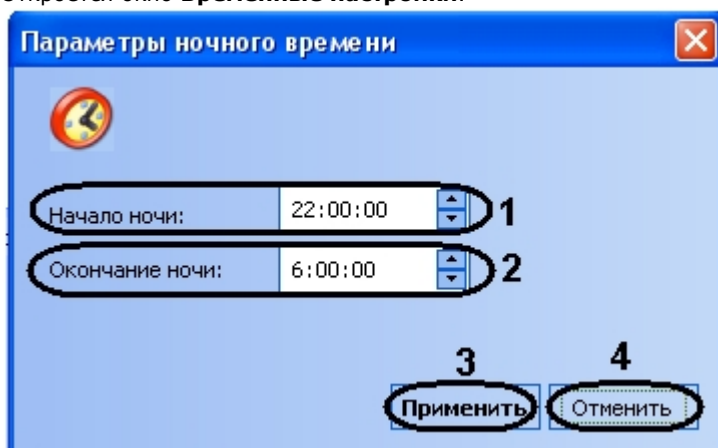 Откроется окно Временные настройки.
Параметры ночного времени
Начало ночи: 22:00:00 1
Окончание ночи: 6:00:00 2
3 4
Применить Отменить